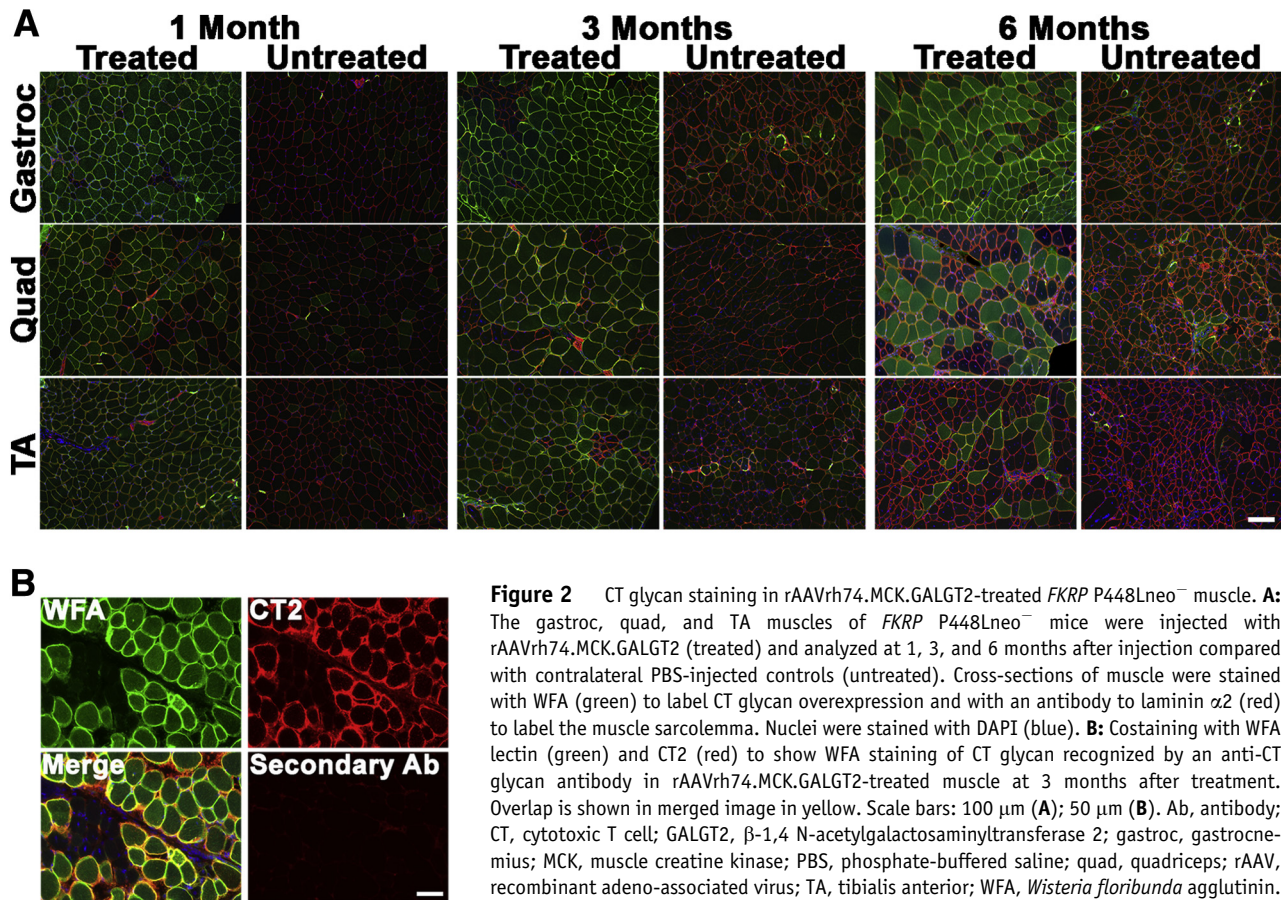 A
1 Month 3 Months 6 Months
Treated Untreated Treated Untreated Treated Untreated
Gastroc
Quad
TA
B
WFA CT2
Merge Secondary Ab
Figure 2 CT glycan staining in rAAVrh74.MCK.GALGT2-treated FKRP P448Lneo⁻ muscle. A:
The gastroc, quad, and TA muscles of FKRP P448Lneo⁻ mice were injected with
rAAVrh74.MCK.GALGT2 (treated) and analyzed at 1, 3, and 6 months after injection compared
with contralateral PBS-injected controls (untreated). Cross-sections of muscle were stained
with WFA (green) to label CT glycan overexpression and with an antibody to laminin α2 (red)
to label the muscle sarcolemma. Nuclei were stained with DAPI (blue). B: Costaining with WFA
lectin (green) and CT2 (red) to show WFA staining of CT glycan recognized by an anti-CT
glycan antibody in rAAVrh74.MCK.GALGT2-treated muscle at 3 months after treatment.
Overlap is shown in merged image in yellow. Scale bars: 100 μm (A); 50 μm (B). Ab, antibody;
CT, cytotoxic T cell; GALGT2, β-1,4 N-acetylgalactosaminyltransferase 2; gastroc, gastrocne-
mius; MCK, muscle creatine kinase; PBS, phosphate-buffered saline; quad, quadriceps; rAAV,
recombinant adeno-associated virus; TA, tibialis anterior; WFA, Wisteria floribunda agglutinin.